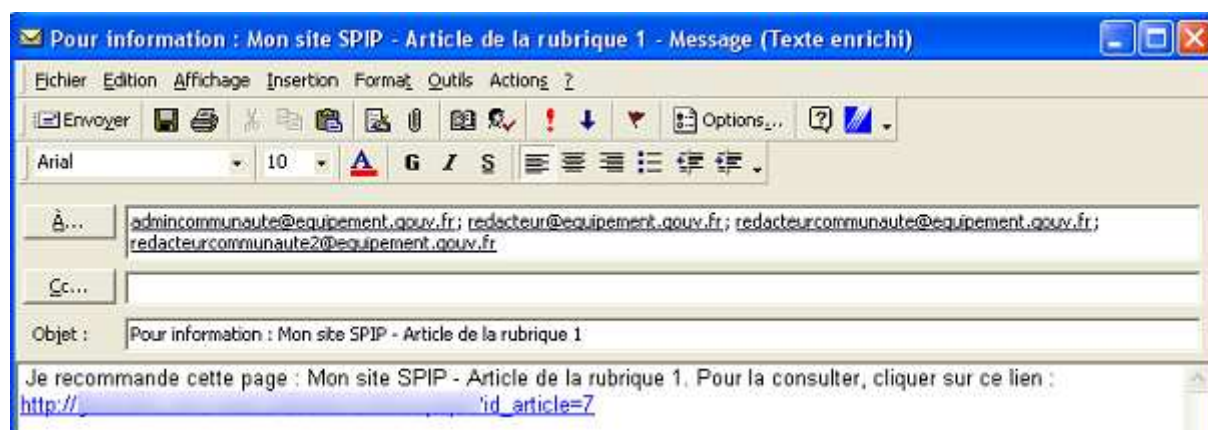 Pour information : Mon site SPIP - Article de la rubrique 1 - Message (Texte enrichi)
Fichier Edition Affichage Insertion Format Outils Actions ?
Envoyer Options...
Arial 10 A G I S
À... admincommunaute@equipement.gouv.fr; redacteur@equipement.gouv.fr; redacteurcommunaute@equipement.gouv.fr;
redacteurcommunaute2@equipement.gouv.fr
Cc...
Objet : Pour information : Mon site SPIP - Article de la rubrique 1
Je recommande cette page : Mon site SPIP - Article de la rubrique 1. Pour la consulter, cliquer sur ce lien :
http:// id_article=7